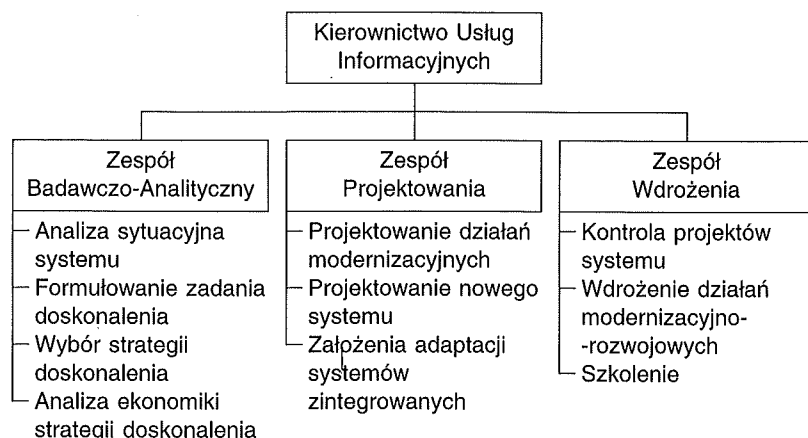 Kierownictwo Usług
Informacyjnych
Zespół
Badawczo-Analityczny
Analiza sytuacyjna
systemu
Formułowanie zadania
doskonalenia
Wybór strategii
doskonalenia
Analiza ekonomiki
strategii doskonalenia
Zespół
Projektowania
Projektowanie działań
modernizacyjnych
Projektowanie nowego
systemu
Założenia adaptacji
systemów
zintegrowanych
Zespół
Wdrożenia
Kontrola projektów
systemu
Wdrożenie działań
modernizacyjno-
-rozwojowych
Szkolenie